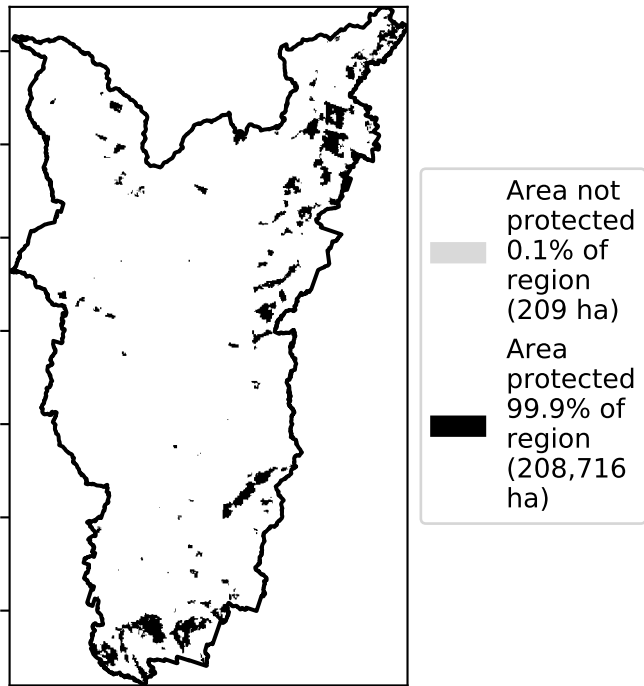 Area not
protected
0.1% of
region
(209 ha)
Area
protected
99.9% of
region
(208,716
ha)